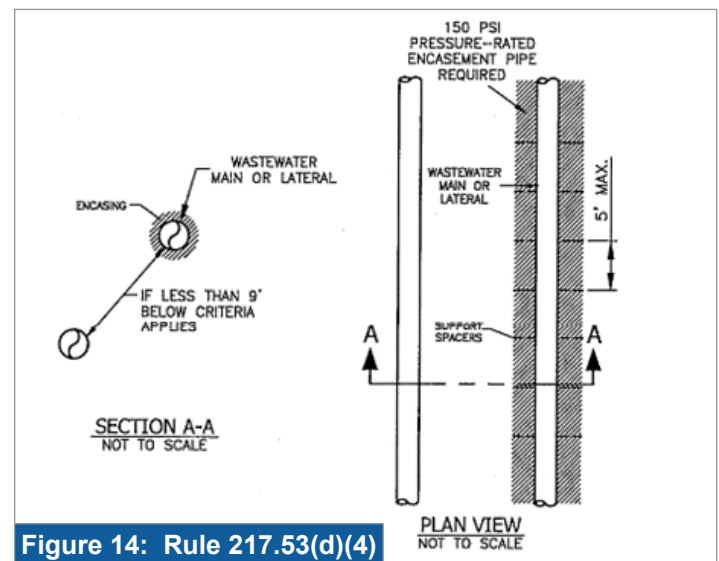 150 PSI
PRESSURE-RATED
ENCASEMENT PIPE
REQUIRED
WASTEWATER
MAIN OR LATERAL
ENCASING
IF LESS THAN 9'
BELOW CRITERIA
APPLIES
SECTION A-A
NOT TO SCALE
WASTEWATER
MAIN OR
LATERAL
5' MAX.
SUPPORT
SPACERS
A
A
PLAN VIEW
NOT TO SCALE
Figure 14: Rule 217.53(d)(4)